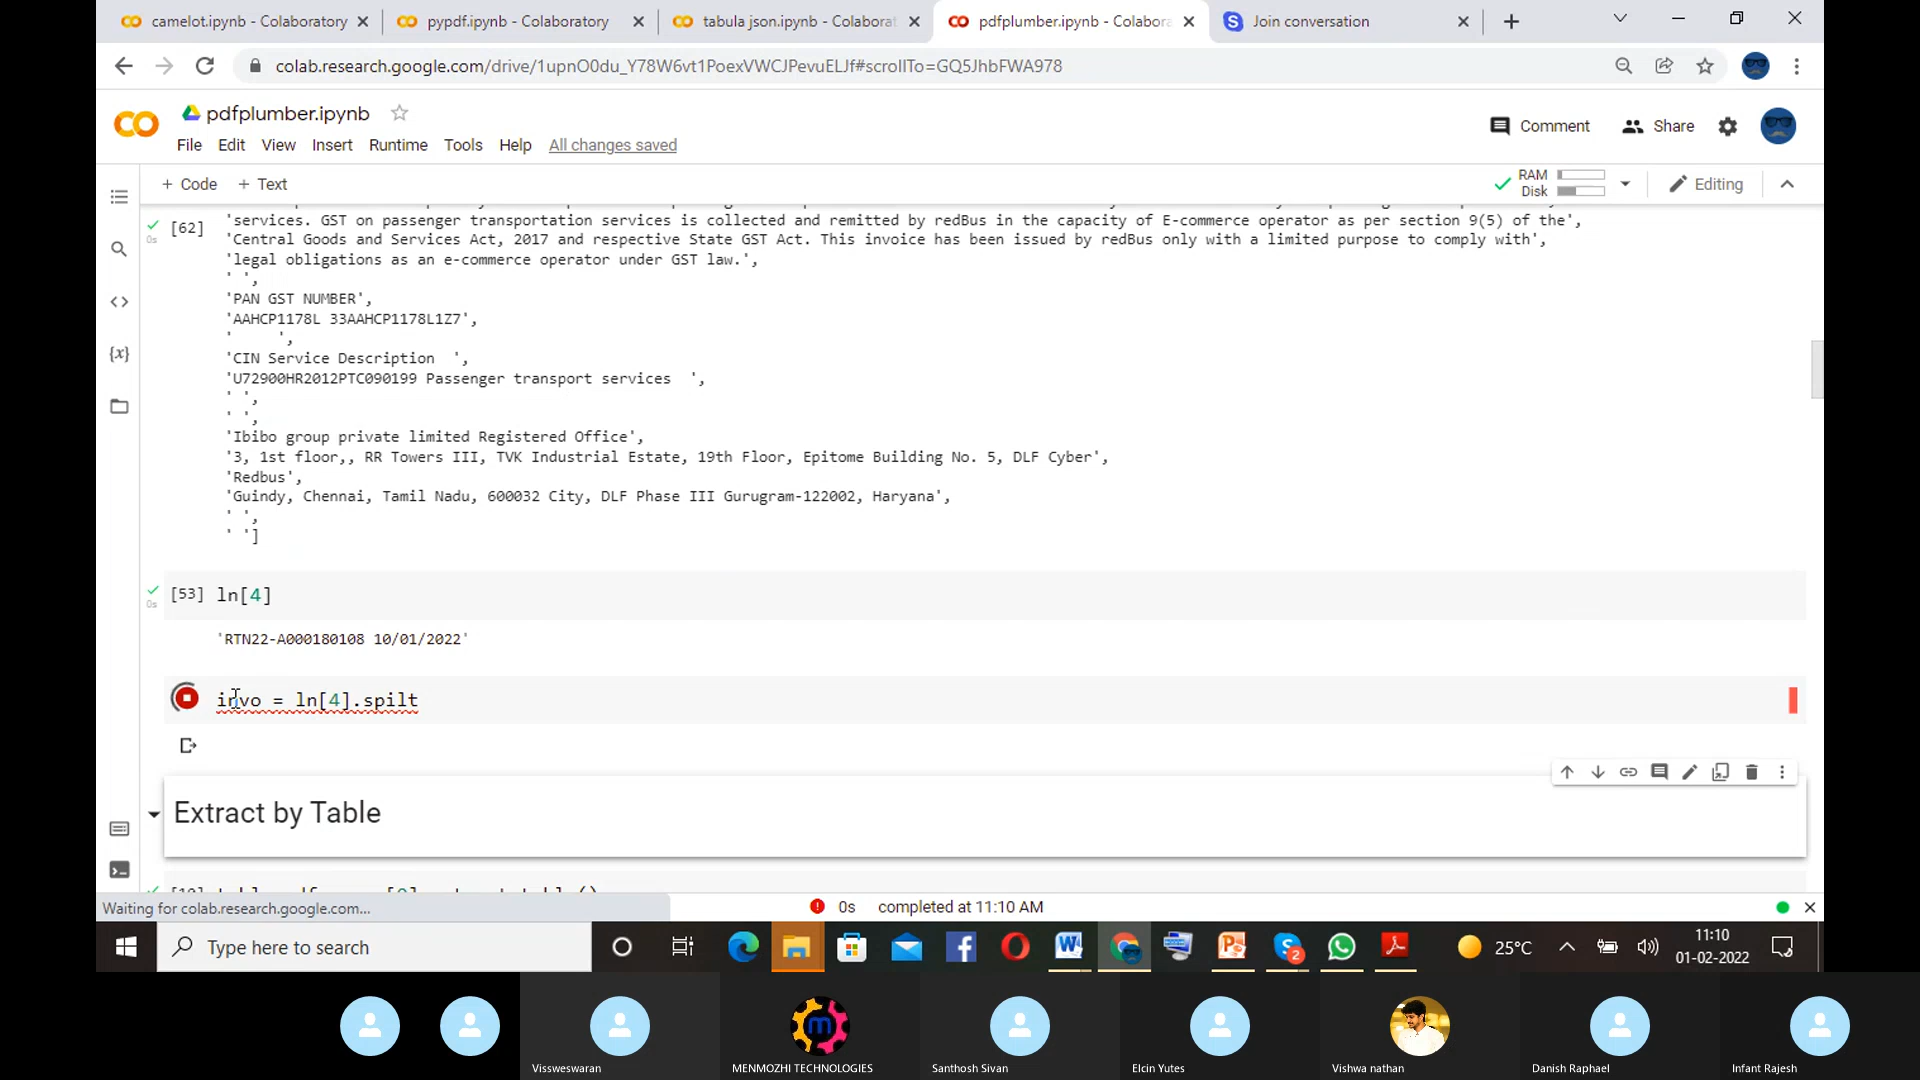 camelot.ipynb - Colaboratory
pypdf.ipynb - Colaboratory
tabula json.ipynb - Colaborat
pdfplumber.ipynb - Colabora
Join conversation
colab.research.google.com/drive/1upnO0du_Y78W6vt1PoexVWCJPevuELJf#scrollTo=GQ5JhbFWA978
pdfplumber.ipynb
Comment
Share
File Edit View Insert Runtime Tools Help All changes saved
+ Code + Text
RAM
Disk
Editing
[62]
0s
'services. GST on passenger transportation services is collected and remitted by redBus in the capacity of E-commerce operator as per section 9(5) of the',
'Central Goods and Services Act, 2017 and respective State GST Act. This invoice has been issued by redBus only with a limited purpose to comply with',
'legal obligations as an e-commerce operator under GST law.',
' ',
'PAN GST NUMBER',
'AAHCP1178L 33AAHCP1178L1Z7',
'     ',
'CIN Service Description  ',
'U72900HR2012PTC090199 Passenger transport services  ',
' ',
' ',
'Ibibo group private limited Registered Office',
'3, 1st floor,, RR Towers III, TVK Industrial Estate, 19th Floor, Epitome Building No. 5, DLF Cyber',
'Redbus',
'Guindy, Chennai, Tamil Nadu, 600032 City, DLF Phase III Gurugram-122002, Haryana',
' ',
' ']
[53] ln[4]
0s
'RTN22-A000180108 10/01/2022'
invo = ln[4].spilt
Extract by Table
Waiting for colab.research.google.com...
0s completed at 11:10 AM
Type here to search
2
25°C
11:10
01-02-2022
Vissweswaran
MENMOZHI TECHNOLOGIES
Santhosh Sivan
Elcin Yutes
Vishwa nathan
Danish Raphael
Infant Rajesh